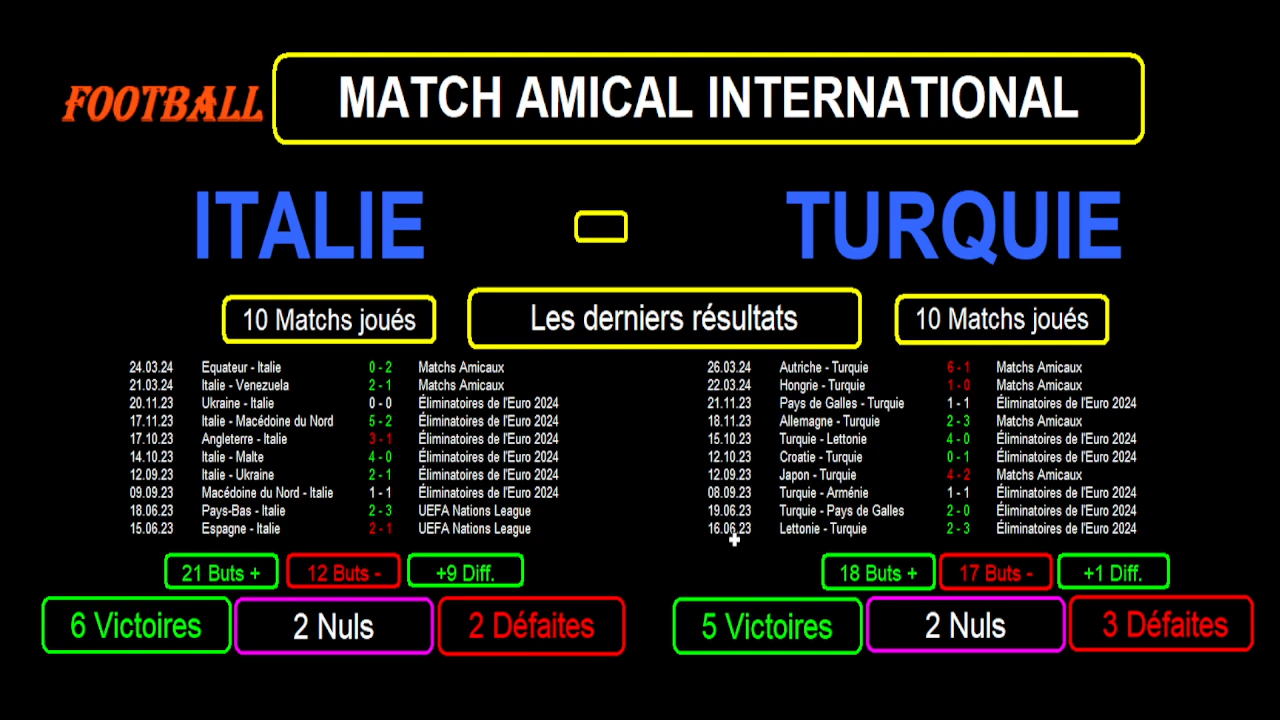 FOOTBALL
MATCH AMICAL INTERNATIONAL
ITALIE
TURQUIE
10 Matchs joués
Les derniers résultats
10 Matchs joués
24.03.24 Equateur - Italie 0 - 2 Matchs Amicaux
21.03.24 Italie - Venezuela 2 - 1 Matchs Amicaux
20.11.23 Ukraine - Italie 0 - 0 Éliminatoires de l'Euro 2024
17.11.23 Italie - Macédoine du Nord 5 - 2 Éliminatoires de l'Euro 2024
17.10.23 Angleterre - Italie 3 - 1 Éliminatoires de l'Euro 2024
14.10.23 Italie - Malte 4 - 0 Éliminatoires de l'Euro 2024
12.09.23 Italie - Ukraine 2 - 1 Éliminatoires de l'Euro 2024
09.09.23 Macédoine du Nord - Italie 1 - 1 Éliminatoires de l'Euro 2024
18.06.23 Pays-Bas - Italie 2 - 3 UEFA Nations League
15.06.23 Espagne - Italie 2 - 1 UEFA Nations League
26.03.24 Autriche - Turquie 6 - 1 Matchs Amicaux
22.03.24 Hongrie - Turquie 1 - 0 Matchs Amicaux
21.11.23 Pays de Galles - Turquie 1 - 1 Éliminatoires de l'Euro 2024
18.11.23 Allemagne - Turquie 2 - 3 Matchs Amicaux
15.10.23 Turquie - Lettonie 4 - 0 Éliminatoires de l'Euro 2024
12.10.23 Croatie - Turquie 0 - 1 Éliminatoires de l'Euro 2024
12.09.23 Japon - Turquie 4 - 2 Matchs Amicaux
08.09.23 Turquie - Arménie 1 - 1 Éliminatoires de l'Euro 2024
19.06.23 Turquie - Pays de Galles 2 - 0 Éliminatoires de l'Euro 2024
16.06.23 Lettonie - Turquie 2 - 3 Éliminatoires de l'Euro 2024
21 Buts + 12 Buts - +9 Diff.
18 Buts + 17 Buts - +1 Diff.
6 Victoires 2 Nuls 2 Défaites
5 Victoires 2 Nuls 3 Défaites